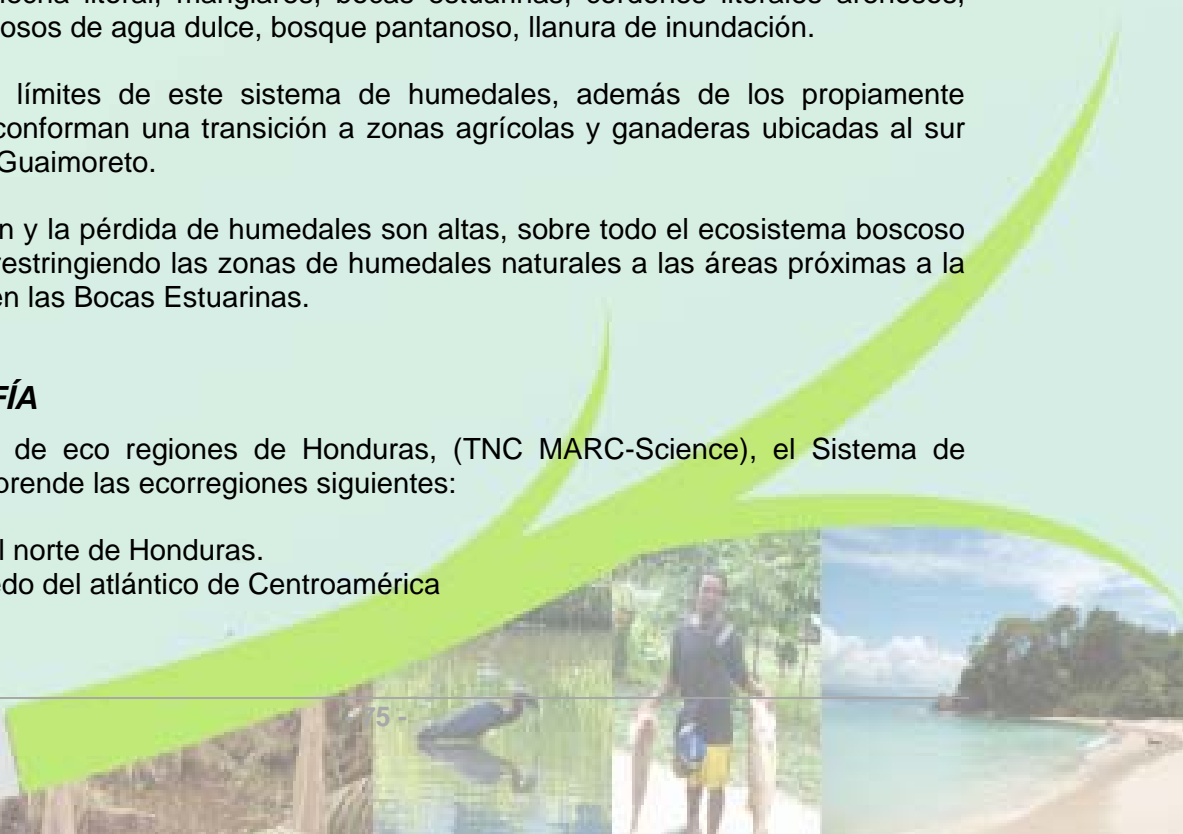 litoral, manglares, bocas estuarinas, cordones litorales arenosos,
osos de agua dulce, bosque pantanoso, llanura de inundación.
límites de este sistema de humedales, además de los propiamente
conforman una transición a zonas agrícolas y ganaderas ubicadas al sur
Guaimoreto.
n y la pérdida de humedales son altas, sobre todo el ecosistema boscoso
restringiendo las zonas de humedales naturales a las áreas próximas a la
en las Bocas Estuarinas.
FÍA
de eco regiones de Honduras, (TNC MARC-Science), el Sistema de
prende las ecorregiones siguientes:
l norte de Honduras.
edo del atlántico de Centroamérica
75 -